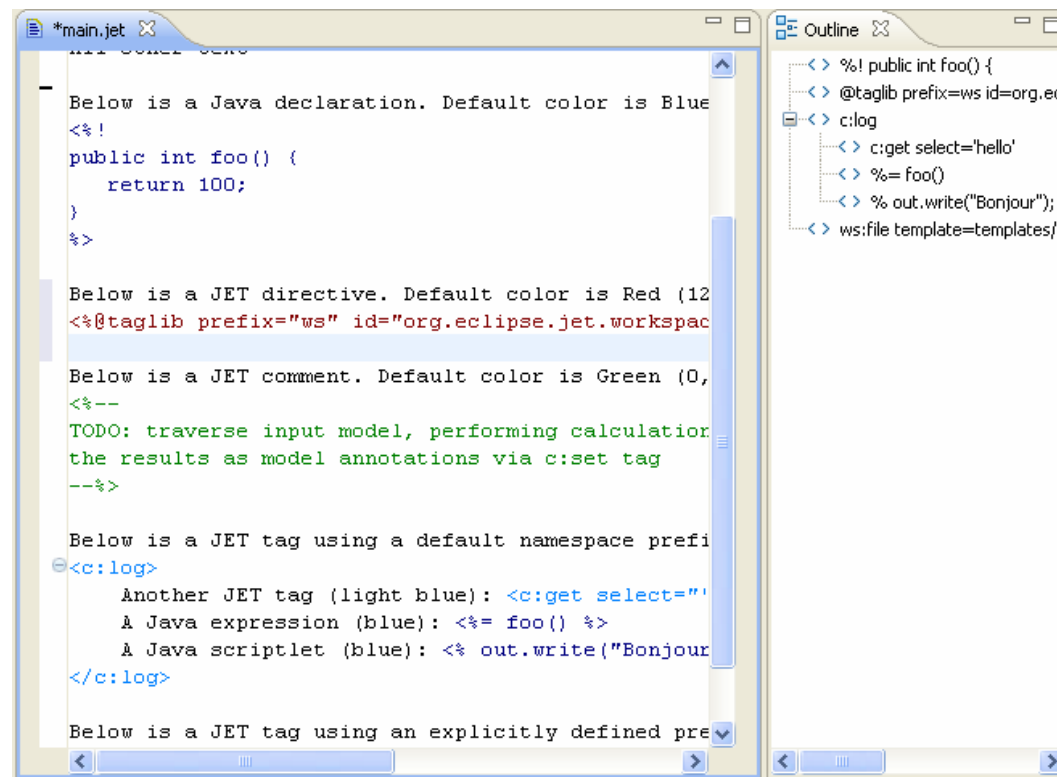 *main.jet
Below is a Java declaration. Default color is Blue
<%!
public int foo() {
return 100;
}
%>
Below is a JET directive. Default color is Red (12
<%@taglib prefix="ws" id="org.eclipse.jet.workspac
Below is a JET comment. Default color is Green (0,
<%--
TODO: traverse input model, performing calculation
the results as model annotations via c:set tag
--%>
Below is a JET tag using a default namespace prefi
<c:log>
Another JET tag (light blue): <c:get select="'
A Java expression (blue): <%= foo() %>
A Java scriptlet (blue): <% out.write("Bonjour
</c:log>
Below is a JET tag using an explicitly defined pre
Outline
%! public int foo() {
@taglib prefix=ws id=org.ec
c:log
c:get select='hello'
%= foo()
% out.write("Bonjour");
ws:file template=templates/